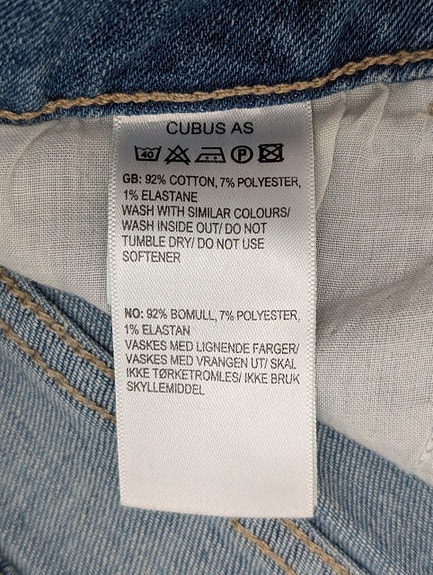 CUBUS AS
40 P
GB: 92% COTTON, 7% POLYESTER,
1% ELASTANE
WASH WITH SIMILAR COLOURS/
WASH INSIDE OUT/ DO NOT
TUMBLE DRY/ DO NOT USE
SOFTENER
NO: 92% BOMULL, 7% POLYESTER,
1% ELASTAN
VASKES MED LIGNENDE FARGER/
VASKES MED VRANGEN UT/ SKAL
IKKE TØRKETROMLES/ IKKE BRUK
SKYLLEMIDDEL